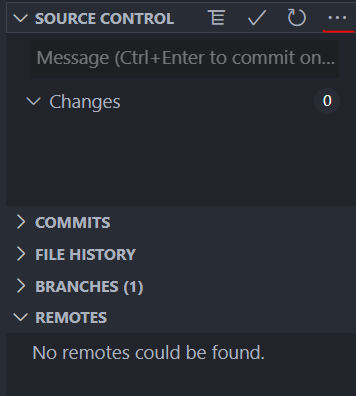 SOURCE CONTROL
Message (Ctrl+Enter to commit on...
Changes 0
COMMITS
FILE HISTORY
BRANCHES (1)
REMOTES
No remotes could be found.